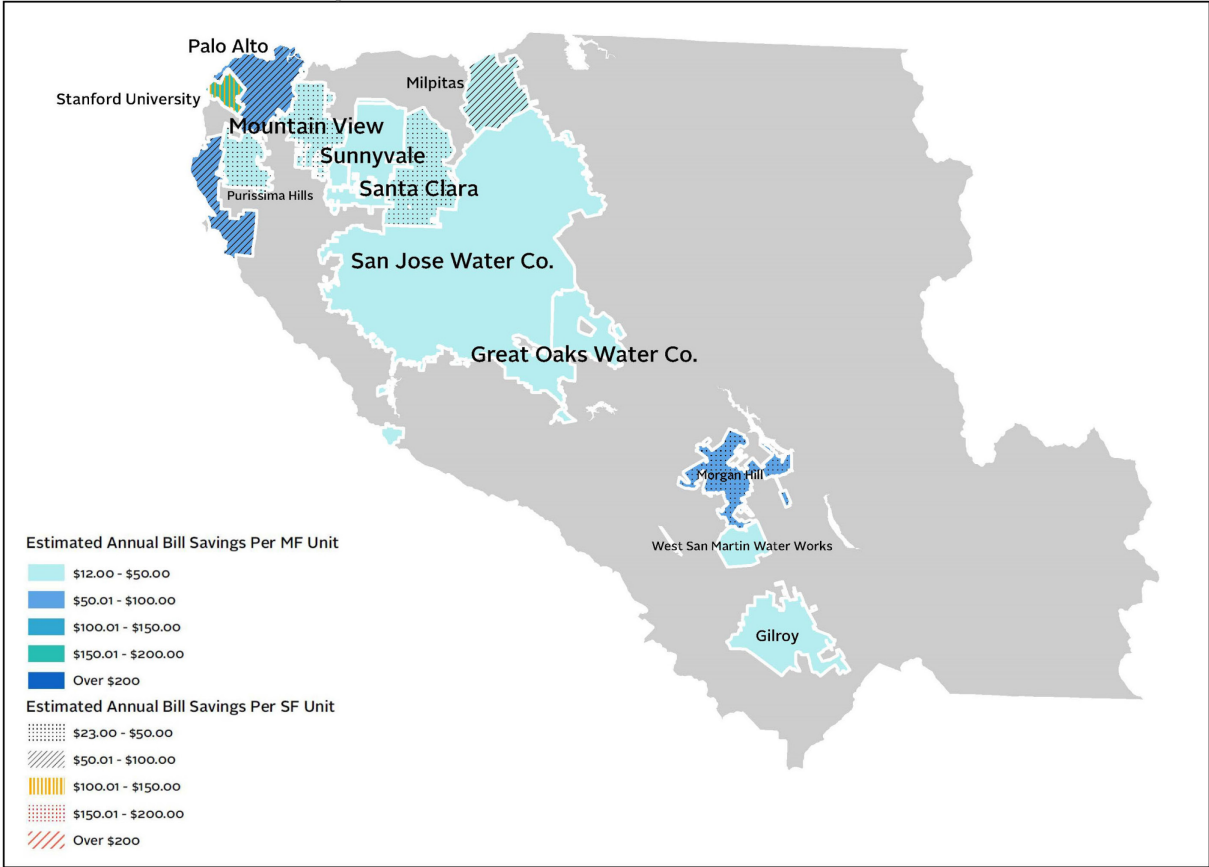 Palo Alto
Milpitas
Stanford University
Mountain View
Sunnyvale
Santa Clara
Purissima Hills
San Jose Water Co.
Great Oaks Water Co.
Morgan Hill
West San Martin Water Works
Gilroy
Estimated Annual Bill Savings Per MF Unit
$12.00 - $50.00
$50.01 - $100.00
$100.01 - $150.00
$150.01 - $200.00
Over $200
Estimated Annual Bill Savings Per SF Unit
$23.00 - $50.00
$50.01 - $100.00
$100.01 - $150.00
$150.01 - $200.00
Over $200